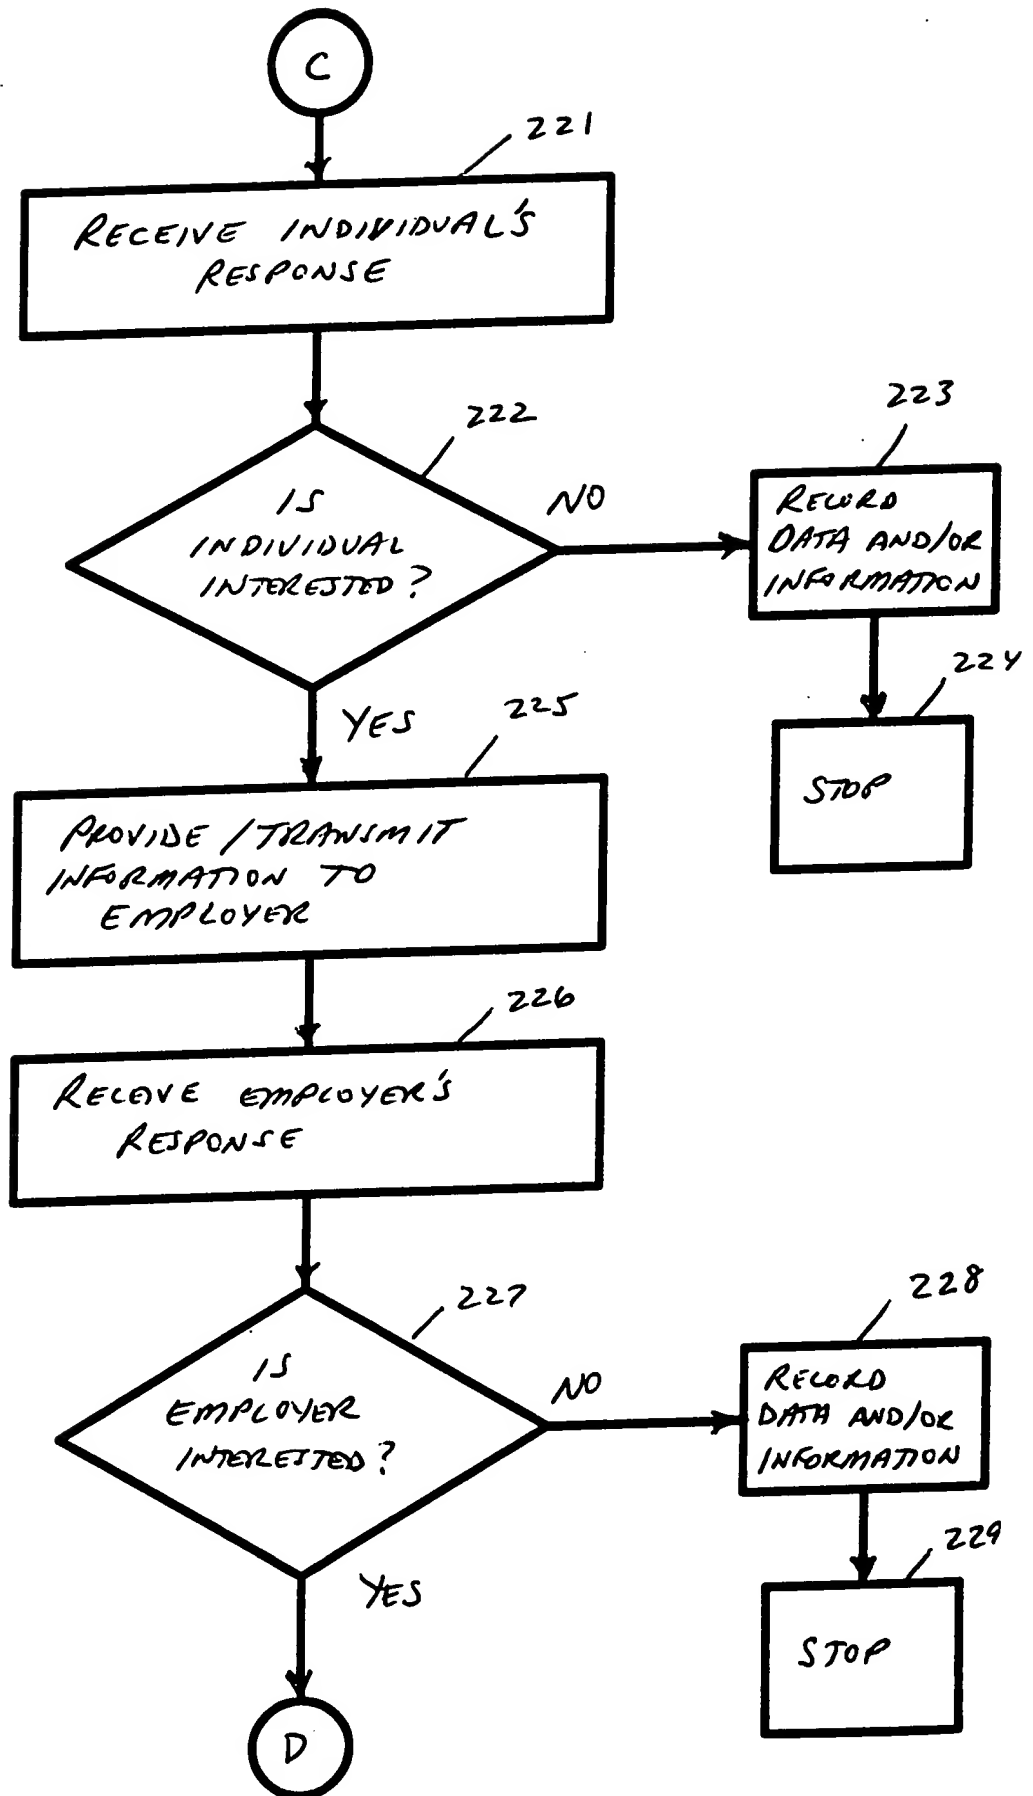 C
221
RECEIVE INDIVIDUAL'S
RESPONSE
222
IS
INDIVIDUAL
INTERESTED?
NO
223
RECORD
DATA AND/OR
INFORMATION
224
STOP
YES
225
PROVIDE / TRANSMIT
INFORMATION TO
EMPLOYER
226
RECEIVE EMPLOYER'S
RESPONSE
227
IS
EMPLOYER
INTERESTED?
NO
228
RECORD
DATA AND/OR
INFORMATION
229
STOP
YES
D